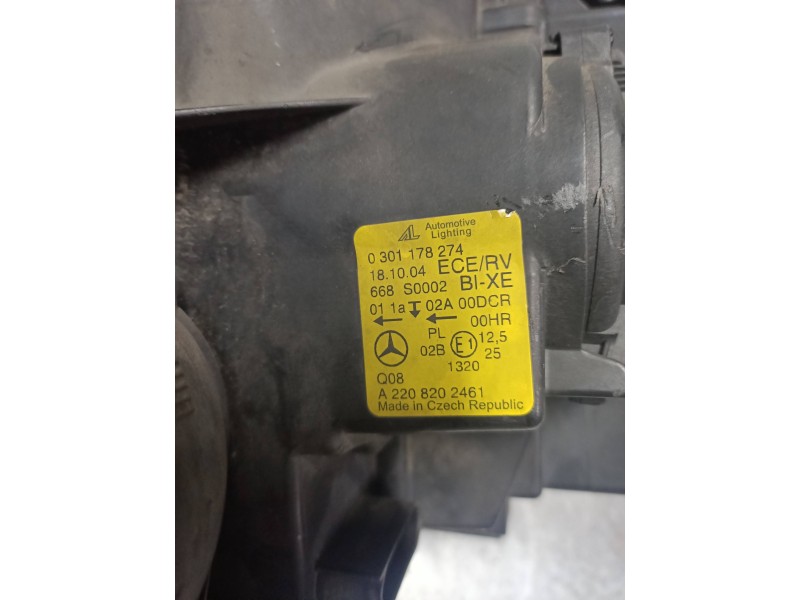 AL Automotive
Lighting
0 301 178 274
18.10.04 ECE/RV
668 S0002 BI-XE
01 1a 02A 00DCR
00HR
PL 12,5
02B E1 25
1320
Q08
A 220 820 2461
Made in Czech Republic